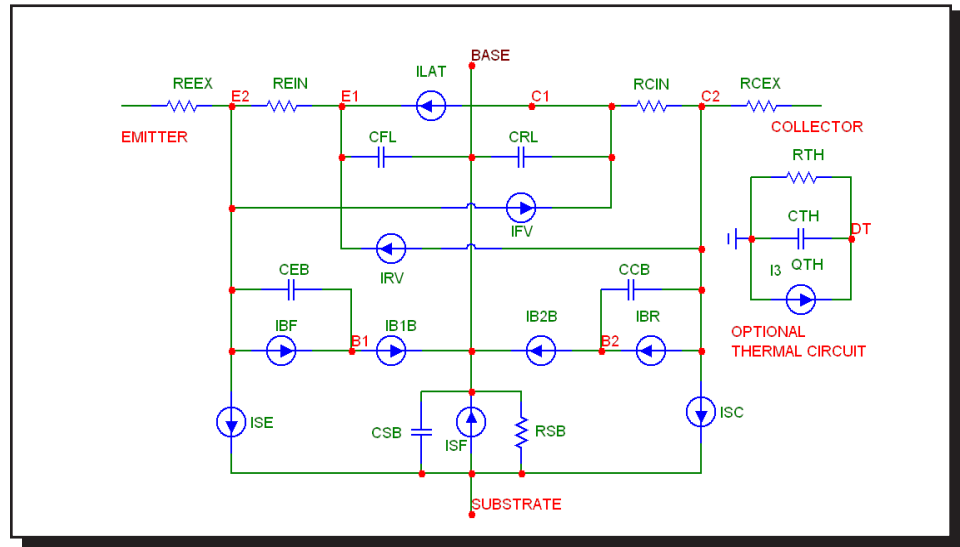 BASE
REEX
REIN
ILAT
RCIN
RCEX
E2
E1
C1
C2
EMITTER
COLLECTOR
CFL
CRL
RTH
IFV
CTH
DT
IRV
QTH
I3
CEB
CCB
IBF
B1
IB1B
IB2B
B2
IBR
OPTIONAL
THERMAL CIRCUIT
ISE
CSB
ISF
RSB
ISC
SUBSTRATE